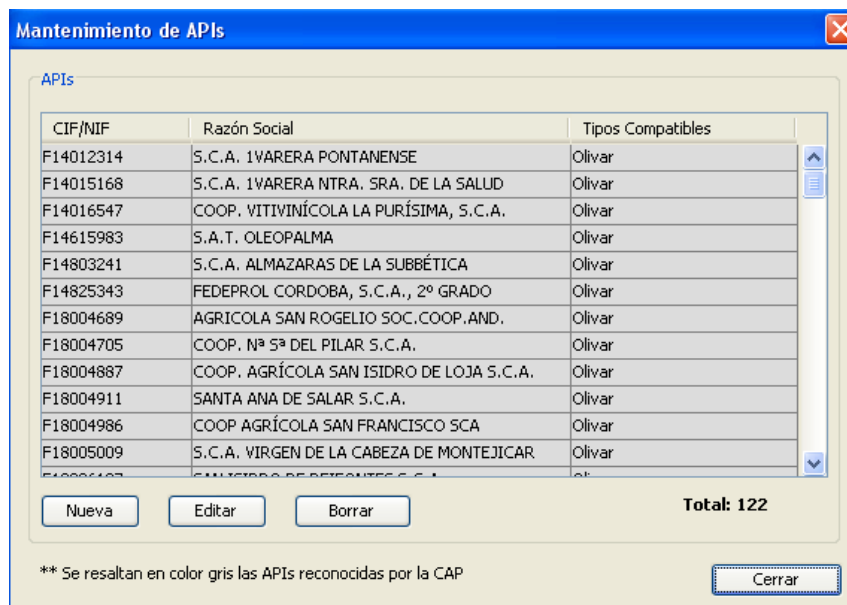 Mantenimiento de APIs
APIs
CIF/NIF Razón Social Tipos Compatibles
F14012314 S.C.A. 1VARERA PONTANENSE Olivar
F14015168 S.C.A. 1VARERA NTRA. SRA. DE LA SALUD Olivar
F14016547 COOP. VITIVINÍCOLA LA PURÍSIMA, S.C.A. Olivar
F14615983 S.A.T. OLEOPALMA Olivar
F14803241 S.C.A. ALMAZARAS DE LA SUBBÉTICA Olivar
F14825343 FEDEPROL CORDOBA, S.C.A., 2º GRADO Olivar
F18004689 AGRICOLA SAN ROGELIO SOC.COOP.AND. Olivar
F18004705 COOP. Nª Sª DEL PILAR S.C.A. Olivar
F18004887 COOP. AGRÍCOLA SAN ISIDRO DE LOJA S.C.A. Olivar
F18004911 SANTA ANA DE SALAR S.C.A. Olivar
F18004986 COOP AGRÍCOLA SAN FRANCISCO SCA Olivar
F18005009 S.C.A. VIRGEN DE LA CABEZA DE MONTEJICAR Olivar
Nueva Editar Borrar Total: 122
** Se resaltan en color gris las APIs reconocidas por la CAP
Cerrar